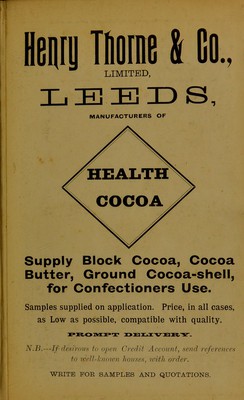 Henry Thorne & Co.,
LIMITED,
LEEDS,
MANUFACTURERS OF
HEALTH
COCOA
Supply Block Cocoa, Cocoa
Butter, Ground Cocoa-shell,
for Confectioners Use.
Samples supplied on application. Price, in all cases,
as Low as possible, compatible with quality.
PROMPT DELIVERY.
N.B.—If desirous to open Credit Account, send references
to well-known houses, with order.
WRITE FOR SAMPLES AND QUOTATIONS.